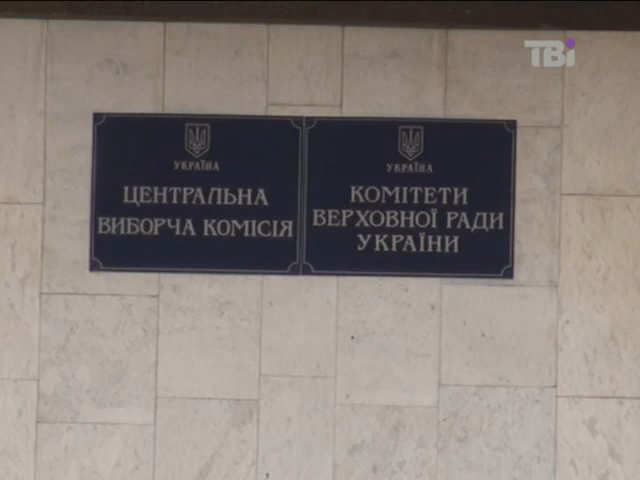 ТВі
УКРАЇНА
ЦЕНТРАЛЬНА
ВИБОРЧА КОМІСІЯ
УКРАЇНА
КОМІТЕТИ
ВЕРХОВНОЇ РАДИ
УКРАЇНИ